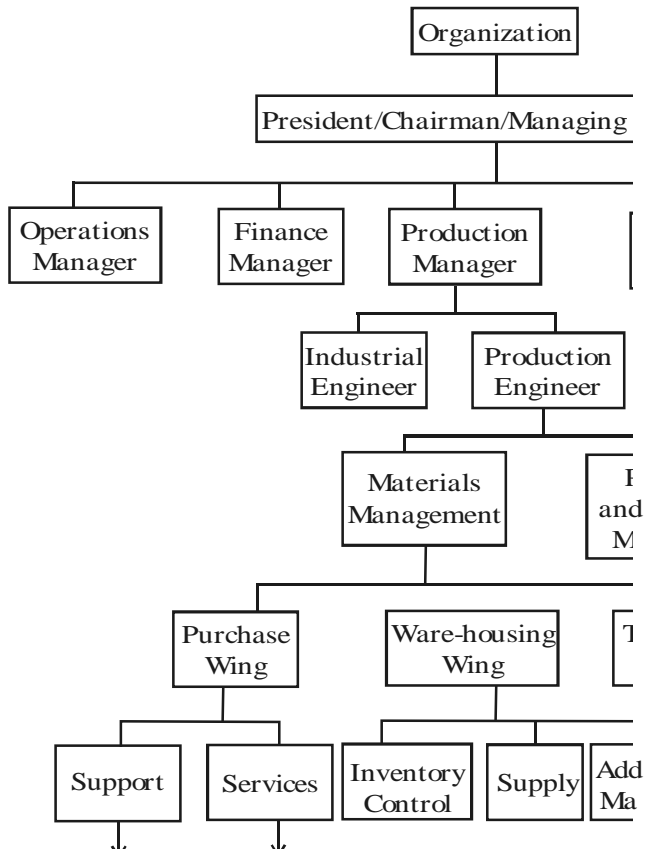 Organization
President/Chairman/Managing
Operations
Manager
Finance
Manager
Production
Manager
Industrial
Engineer
Production
Engineer
Materials
Management
and
Purchase
Wing
Ware-housing
Wing
Support
Services
Inventory
Control
Supply
Add
Ma